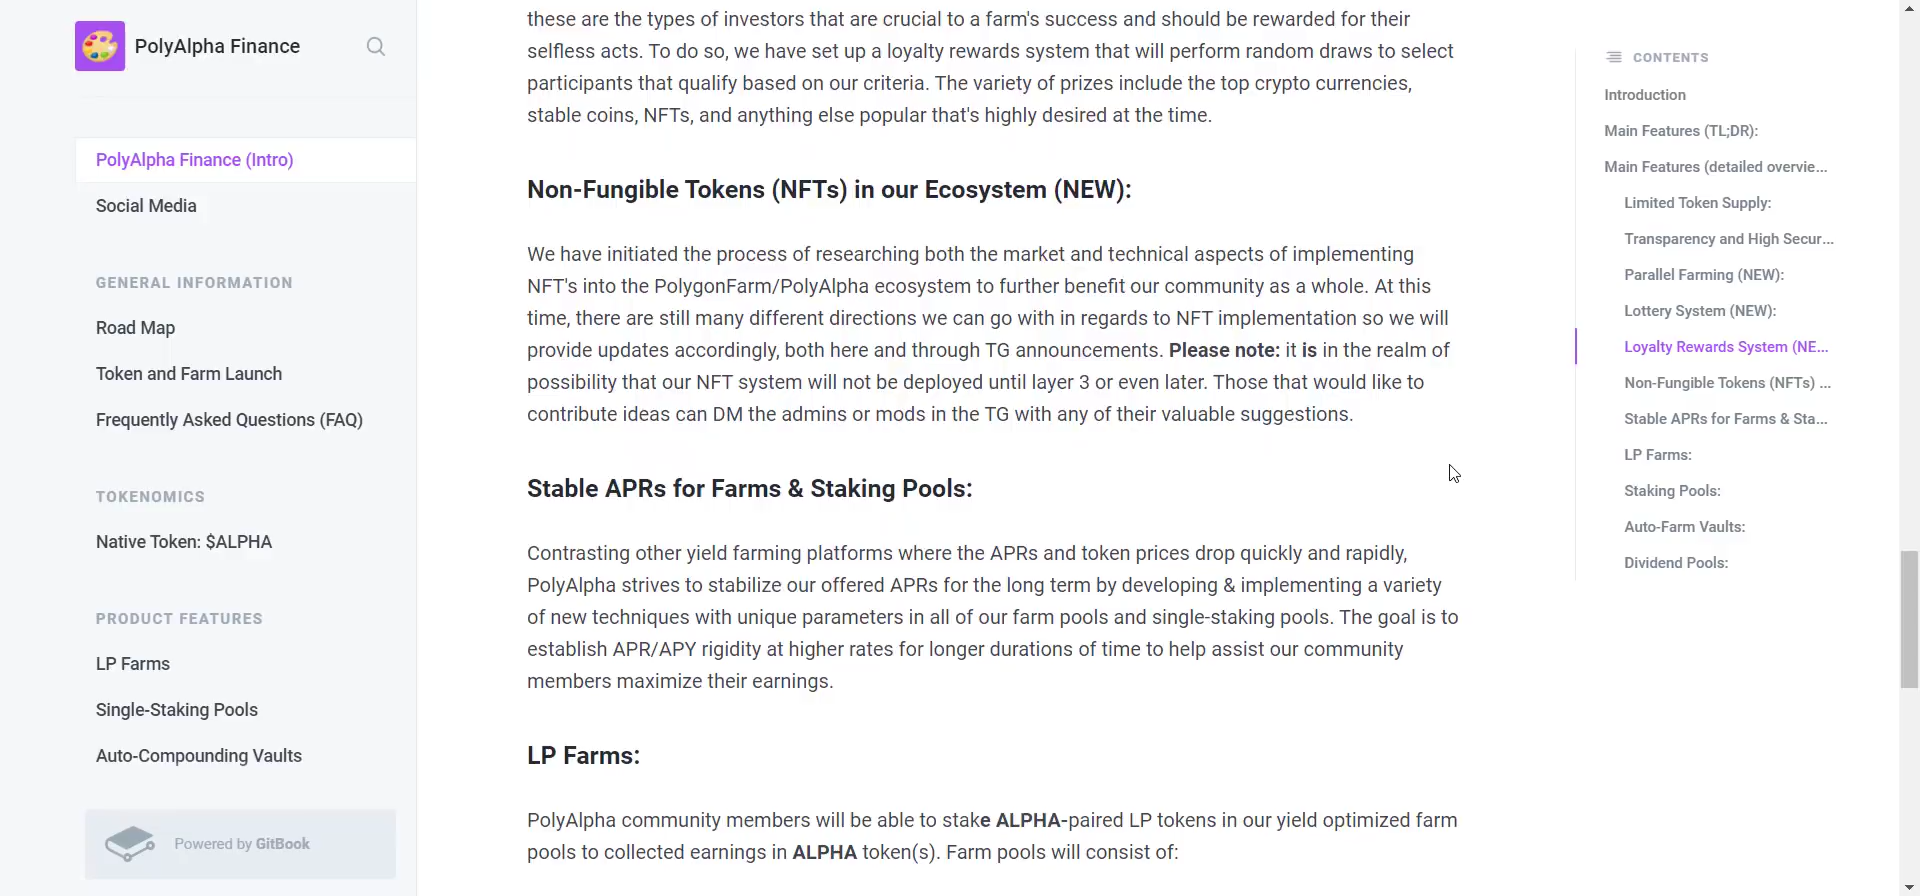 PolyAlpha Finance
PolyAlpha Finance (Intro)
Social Media
GENERAL INFORMATION
Road Map
Token and Farm Launch
Frequently Asked Questions (FAQ)
TOKENOMICS
Native Token: $ALPHA
PRODUCT FEATURES
LP Farms
Single-Staking Pools
Auto-Compounding Vaults
Powered by GitBook
these are the types of investors that are crucial to a farm's success and should be rewarded for their
selfless acts. To do so, we have set up a loyalty rewards system that will perform random draws to select
participants that qualify based on our criteria. The variety of prizes include the top crypto currencies,
stable coins, NFTs, and anything else popular that's highly desired at the time.
Non-Fungible Tokens (NFTs) in our Ecosystem (NEW):
We have initiated the process of researching both the market and technical aspects of implementing
NFT's into the PolygonFarm/PolyAlpha ecosystem to further benefit our community as a whole. At this
time, there are still many different directions we can go with in regards to NFT implementation so we will
provide updates accordingly, both here and through TG announcements. Please note: it is in the realm of
possibility that our NFT system will not be deployed until layer 3 or even later. Those that would like to
contribute ideas can DM the admins or mods in the TG with any of their valuable suggestions.
Stable APRs for Farms & Staking Pools:
Contrasting other yield farming platforms where the APRs and token prices drop quickly and rapidly,
PolyAlpha strives to stabilize our offered APRs for the long term by developing & implementing a variety
of new techniques with unique parameters in all of our farm pools and single-staking pools. The goal is to
establish APR/APY rigidity at higher rates for longer durations of time to help assist our community
members maximize their earnings.
LP Farms:
PolyAlpha community members will be able to stake ALPHA-paired LP tokens in our yield optimized farm
pools to collected earnings in ALPHA token(s). Farm pools will consist of:
CONTENTS
Introduction
Main Features (TL;DR):
Main Features (detailed overvie...
Limited Token Supply:
Transparency and High Secur...
Parallel Farming (NEW):
Lottery System (NEW):
Loyalty Rewards System (NE...
Non-Fungible Tokens (NFTs) ...
Stable APRs for Farms & Sta...
LP Farms:
Staking Pools:
Auto-Farm Vaults:
Dividend Pools: